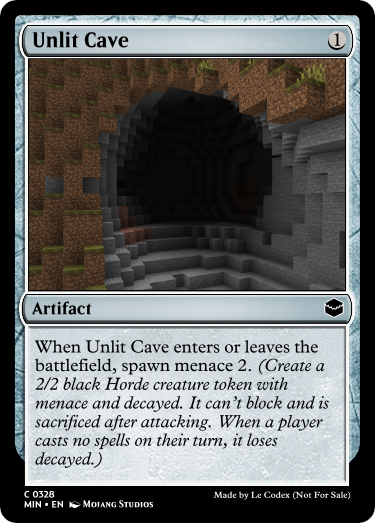 Unlit Cave 1
Artifact
When Unlit Cave enters or leaves the
battlefield, spawn menace 2. (Create a
2/2 black Horde creature token with
menace and decayed. It can't block and is
sacrificed after attacking. When a player
casts no spells on their turn, it loses
decayed.)
C 0328
MIN • EN Mojang Studios
Made by Le Codex (Not For Sale)